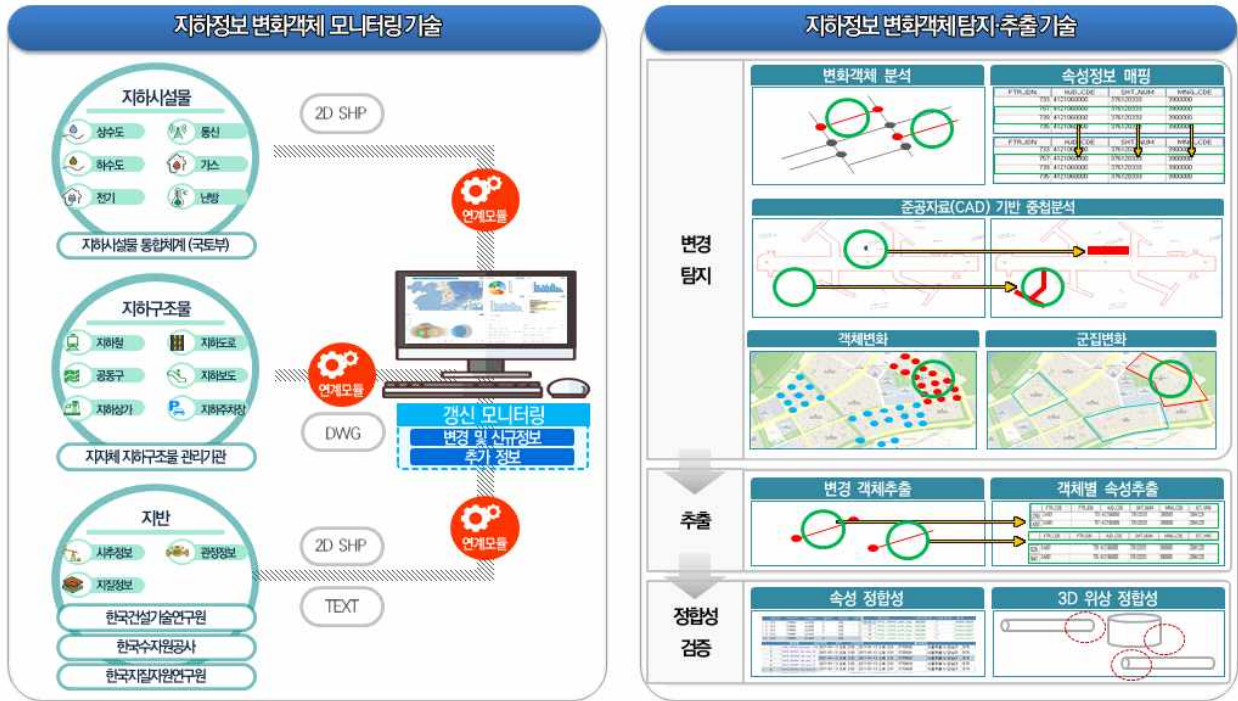 지하정보 변화객체 모니터링 기술
지하시설물
상수도
통신
하수도
가스
전기
난방
지하시설물 통합체계 (국토부)
2D SHP
연계모듈
지하구조물
지하철
지하도로
공동구
지하보도
지하상가
지하주차장
지자체 지하구조물 관리기관
연계모듈
DWG
갱신 모니터링
변경 및 신규정보
추가 정보
지반
시추정보
관정정보
지질정보
한국건설기술연구원
한국수자원공사
한국지질자원연구원
2D SHP
TEXT
연계모듈
지하정보 변화객체 탐지·추출 기술
변경
탐지
변화객체 분석
속성정보 매핑
FTR_IDN HJD_CDE SHT_NUM MNG_CDE
FTR_IDN HJD_CDE SHT_NUM MNG_CDE
준공자료(CAD) 기반 중첩분석
객체변화
군집변화
추출
변경 객체추출
객체별 속성추출
정합성
검증
속성 정합성
3D 위상 정합성